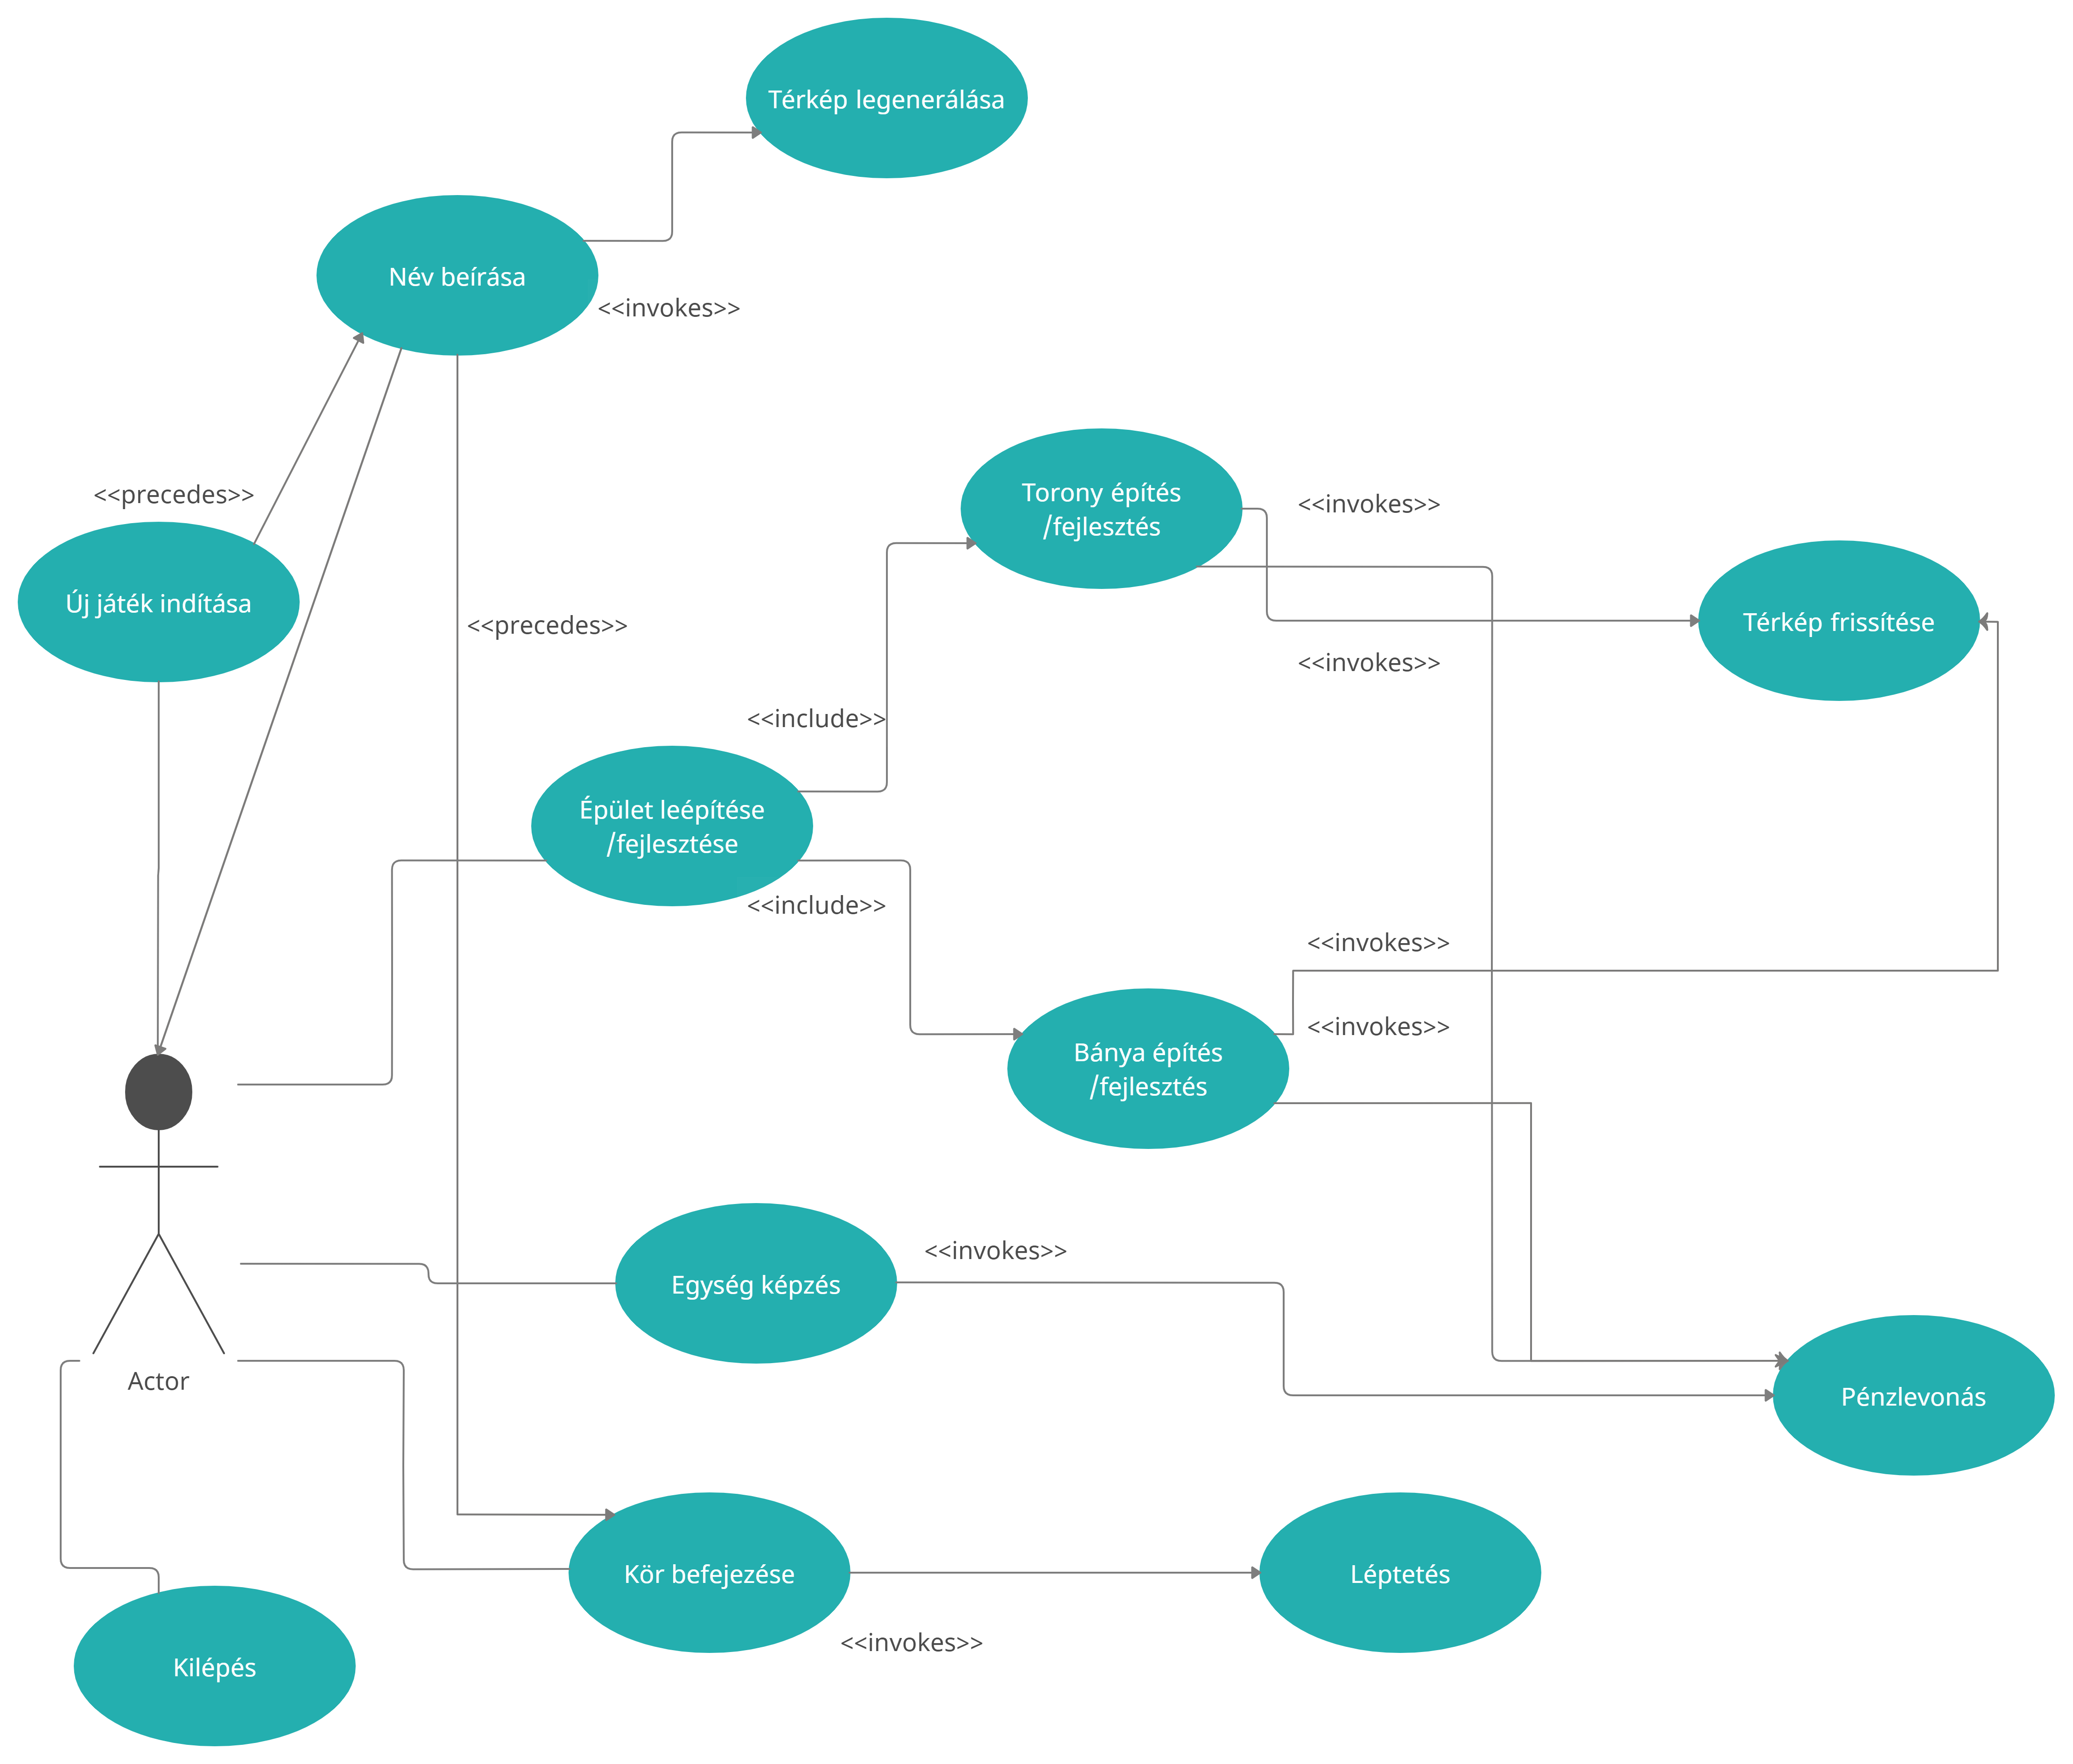 Térkép legenerálása
Név beírása
<<invokes>>
<<precedes>>
Torony építés
/fejlesztés
<<invokes>>
Új játék indítása
<<precedes>>
Térkép frissítése
<<invokes>>
<<include>>
Épület leépítése
/fejlesztése
<<include>>
<<invokes>>
<<invokes>>
Bánya építés
/fejlesztés
<<invokes>>
Egység képzés
Actor
Pénzlevonás
Kör befejezése
Léptetés
<<invokes>>
Kilépés